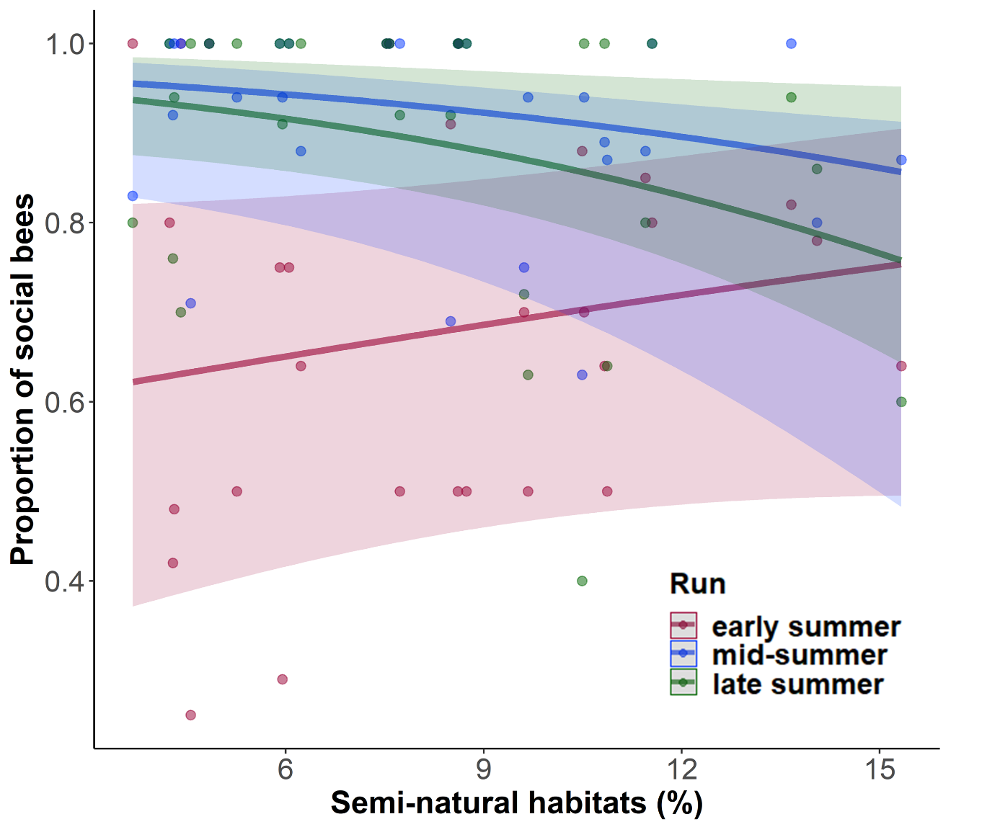 Proportion of social bees
1.0
0.8
0.6
0.4
Run
early summer
mid-summer
late summer
6 9 12 15
Semi-natural habitats (%)